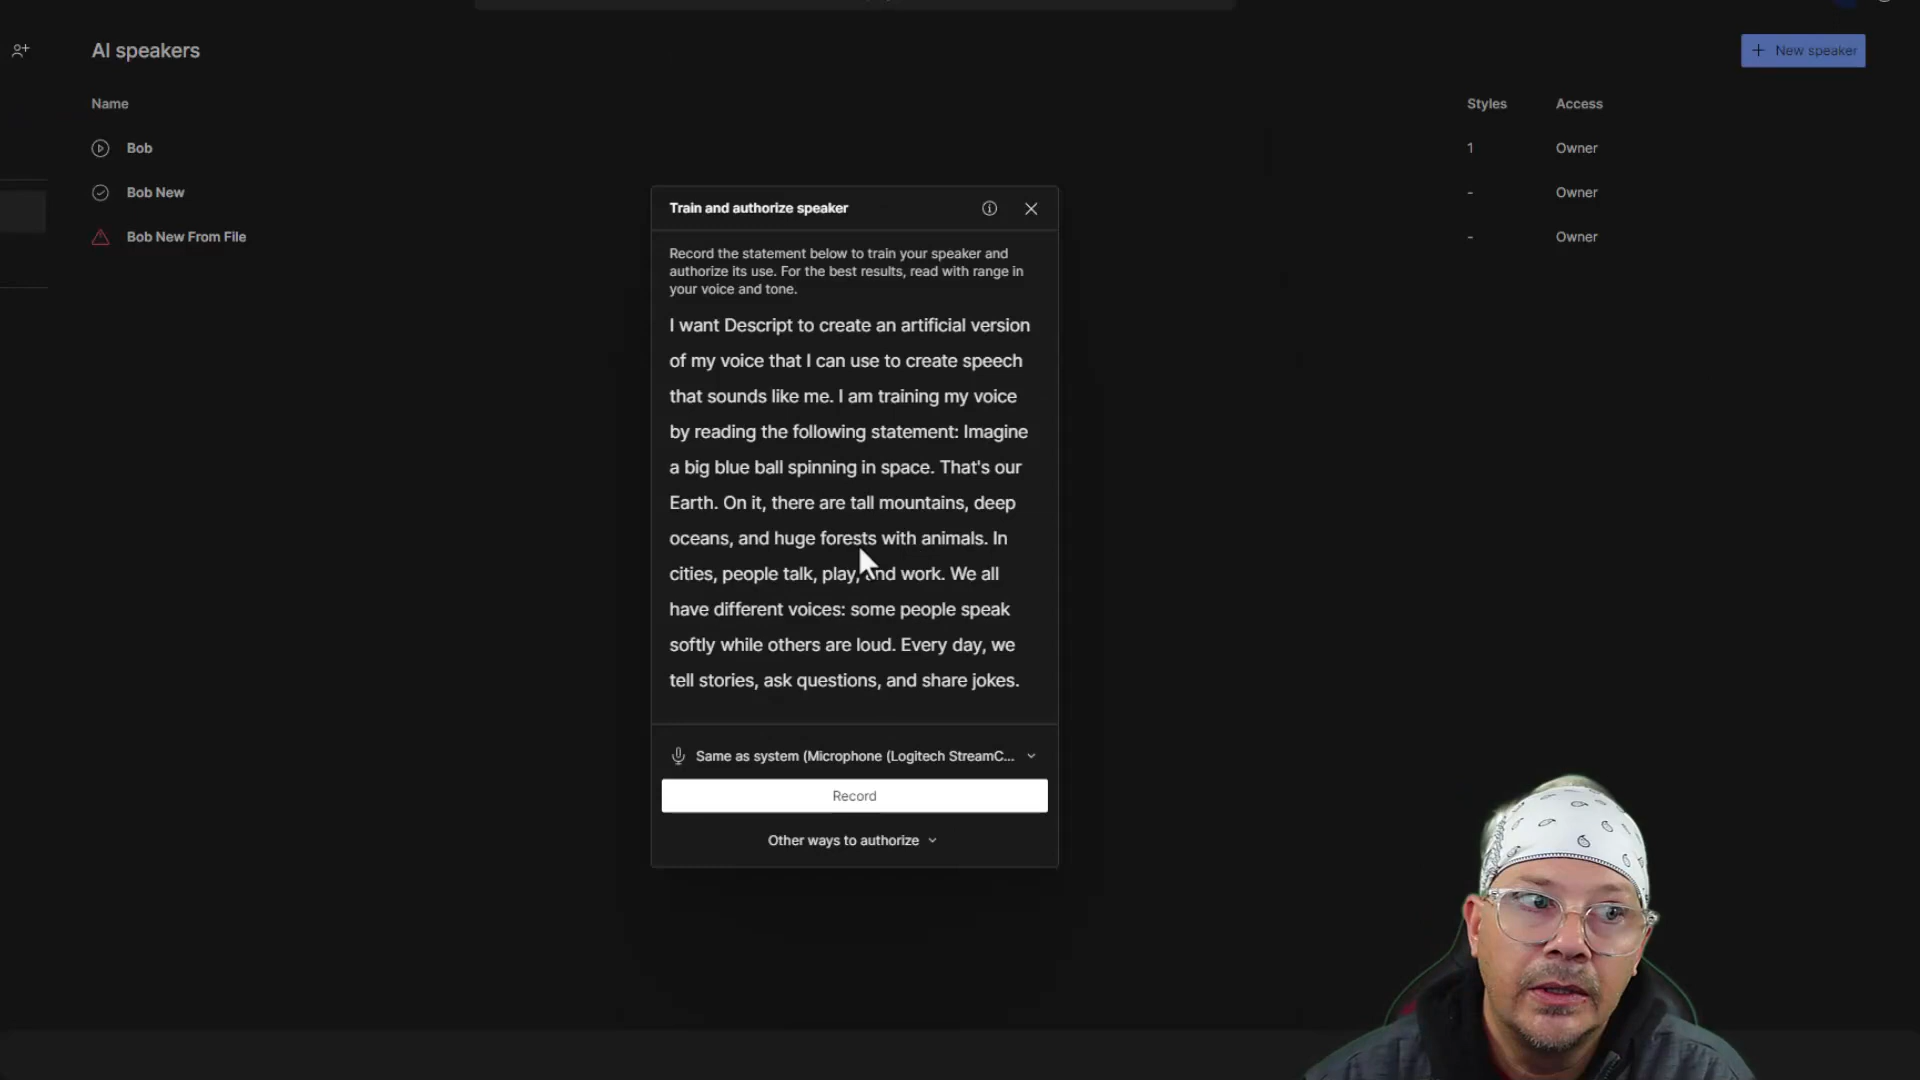 AI speakers
New speaker
Name
Styles
Access
Bob
1
Owner
Bob New
-
Owner
Bob New From File
-
Owner
Train and authorize speaker
Record the statement below to train your speaker and
authorize its use. For the best results, read with range in
your voice and tone.
I want Descript to create an artificial version
of my voice that I can use to create speech
that sounds like me. I am training my voice
by reading the following statement: Imagine
a big blue ball spinning in space. That's our
Earth. On it, there are tall mountains, deep
oceans, and huge forests with animals. In
cities, people talk, play, and work. We all
have different voices: some people speak
softly while others are loud. Every day, we
tell stories, ask questions, and share jokes.
Same as system (Microphone (Logitech StreamC...
Record
Other ways to authorize